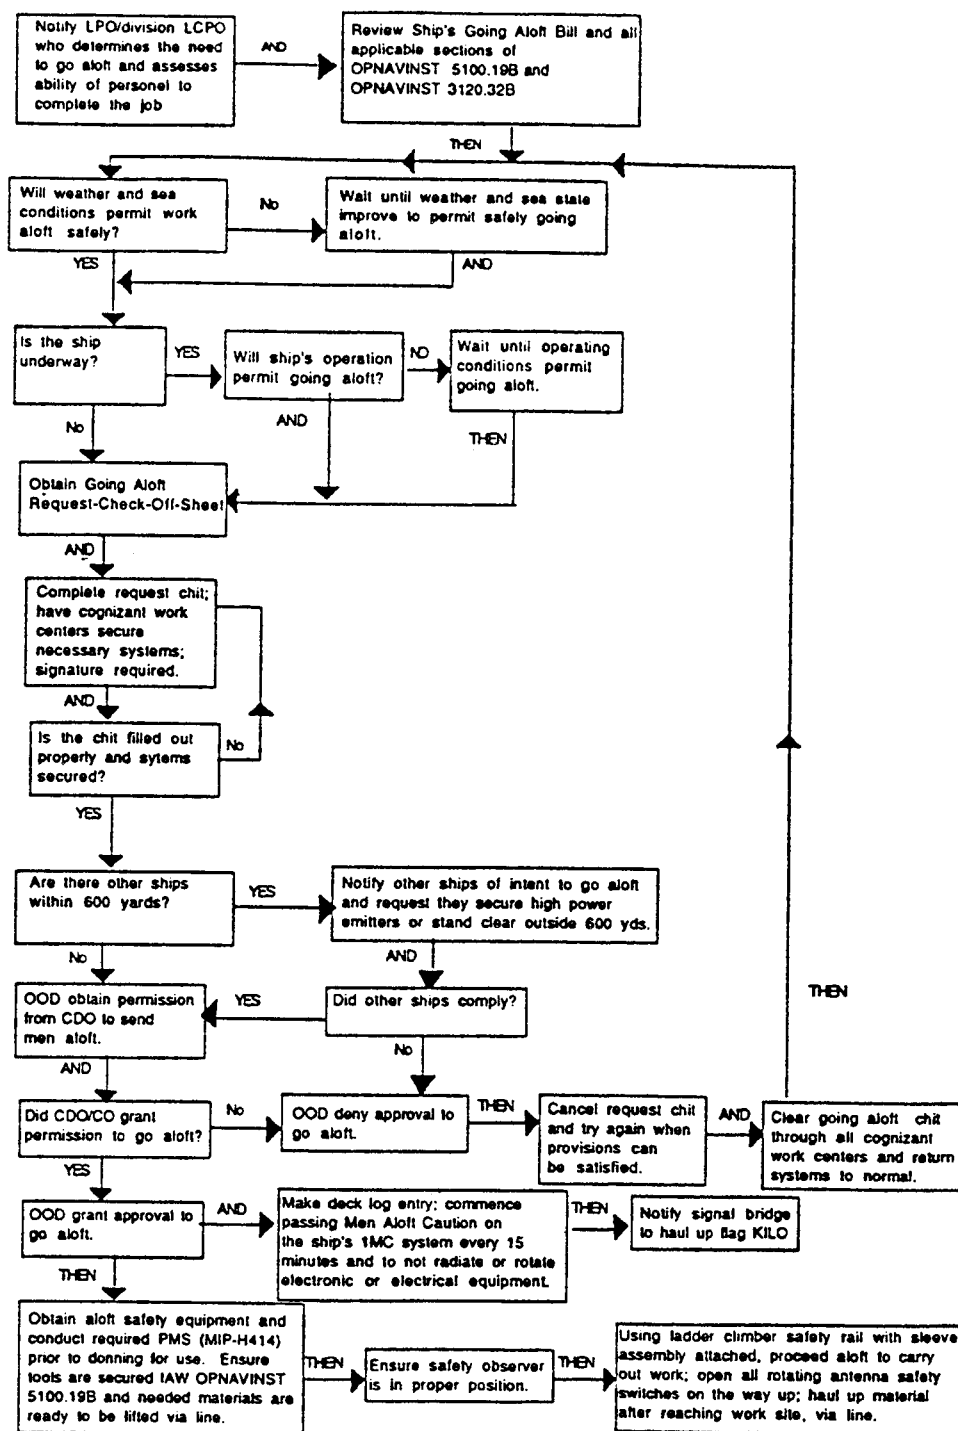 Notify LPO/division LCPO
who determines the need
to go aloft and assesses
ability of personel to
complete the job
AND
Review Ship's Going Aloft Bill and all
applicable sections of
OPNAVINST 5100.19B and
OPNAVINST 3120.32B
THEN
Will weather and sea
conditions permit work
aloft safely?
No
Wait until weather and sea state
improve to permit safely going
aloft.
YES
AND
Is the ship
underway?
YES
Will ship's operation
permit going aloft?
NO
Wait until operating
conditions permit
going aloft.
No
AND
THEN
Obtain Going Aloft
Request-Check-Off-Sheet
AND
Complete request chit;
have cognizant work
centers secure
necessary systems;
signature required.
AND
Is the chit filled out
properly and sytems
secured?
No
YES
Are there other ships
within 600 yards?
YES
Notify other ships of intent to go aloft
and request they secure high power
emitters or stand clear outside 600 yds.
No
AND
THEN
OOD obtain permission
from CDO to send
men aloft.
YES
Did other ships comply?
AND
No
Did CDO/CO grant
permission to go aloft?
No
OOD deny approval to
go aloft.
THEN
Cancel request chit
and try again when
provisions can
be satisfied.
AND
Clear going aloft chit
through all cognizant
work centers and return
systems to normal.
YES
OOD grant approval to
go aloft.
AND
Make deck log entry; commence
passing Men Aloft Caution on
the ship's 1MC system every 15
minutes and to not radiate or rotate
electronic or electrical equipment.
THEN
Notify signal bridge
to haul up flag KILO
THEN
Obtain aloft safety equipment and
conduct required PMS (MIP-H414)
prior to donning for use. Ensure
tools are secured IAW OPNAVINST
5100.19B and needed materials are
ready to be lifted via line.
THEN
Ensure safety observer
is in proper position.
THEN
Using ladder climber safety rail with sleeve
assembly attached, proceed aloft to carry
out work; open all rotating antenna safety
switches on the way up; haul up material
after reaching work site, via line.